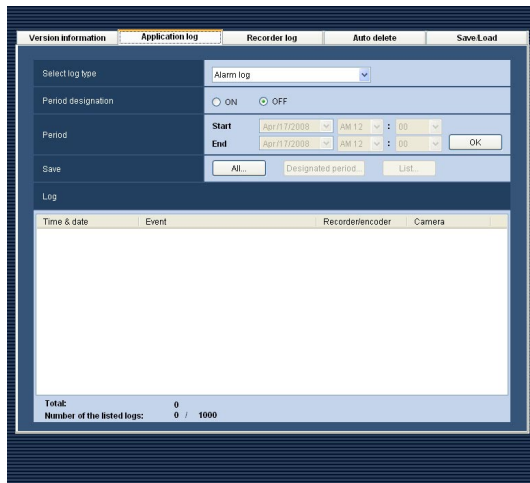 Version information Application log Recorder log Auto delete Save/Load
Select log type Alarm log
Period designation ON OFF
Start Apr/17/2008 AM 12 : 00
Period
End Apr/17/2008 AM 12 : 00 OK
Save All... Designated period... List...
Log
Time & date Event Recorder/encoder Camera
Total: 0
Number of the listed logs: 0 / 1000